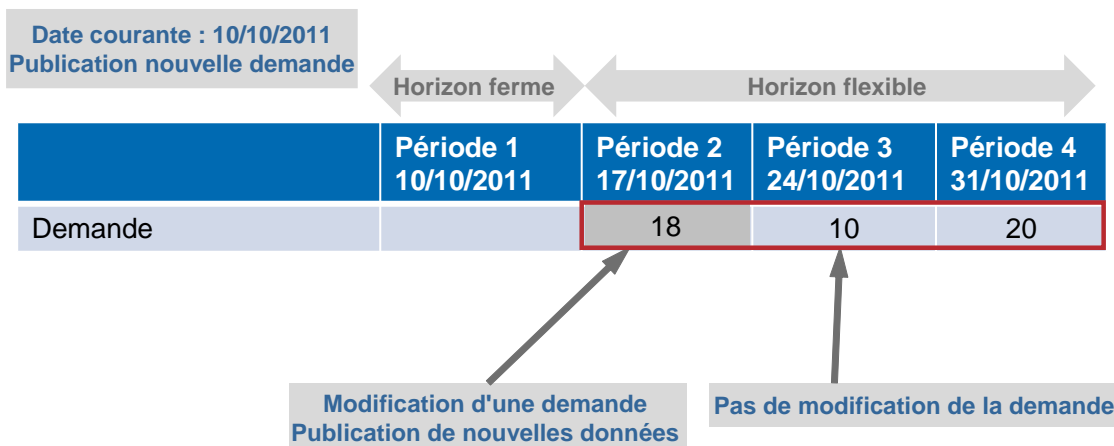 Date courante : 10/10/2011
Publication nouvelle demande
Horizon ferme
Horizon flexible
Période 1
10/10/2011
Période 2
17/10/2011
Période 3
24/10/2011
Période 4
31/10/2011
Demande
18
10
20
Modification d'une demande
Publication de nouvelles données
Pas de modification de la demande